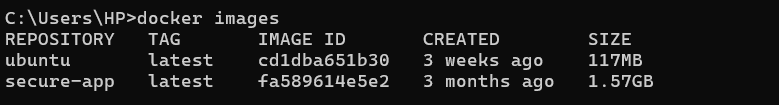 C:\Users\HP>docker images
REPOSITORY   TAG       IMAGE ID       CREATED        SIZE
ubuntu       latest    cd1dba651b30   3 weeks ago    117MB
secure-app   latest    fa589614e5e2   3 months ago   1.57GB